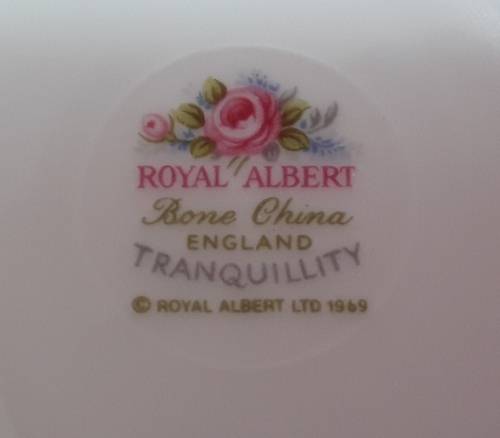 ROYAL ALBERT
Bone China
ENGLAND
TRANQUILLITY
© ROYAL ALBERT LTD 1969